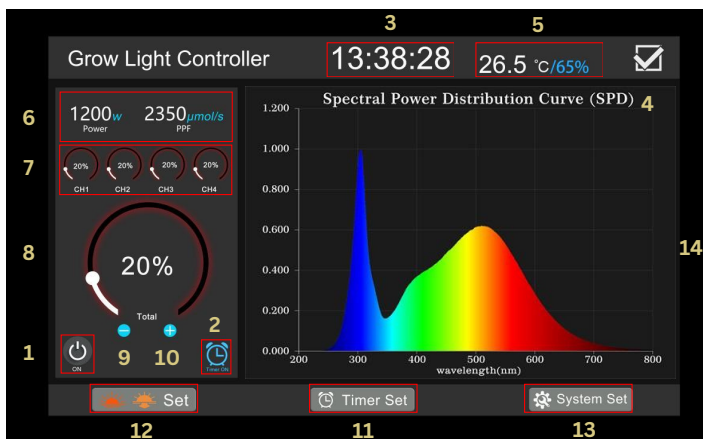 3
5
Grow Light Controller
13:38:28
26.5 °C/65%
6
1200w
Power
2350μmol/s
PPF
Spectral Power Distribution Curve (SPD)
4
1.200
1.000
0.800
0.600
0.400
0.200
0.000
200
300
400
500
600
700
800
wavelength(nm)
7
20%
CH1
20%
CH2
20%
CH3
20%
CH4
8
20%
14
Total
2
1
ON
9
10
Timer ON
Set
Timer Set
System Set
12
11
13